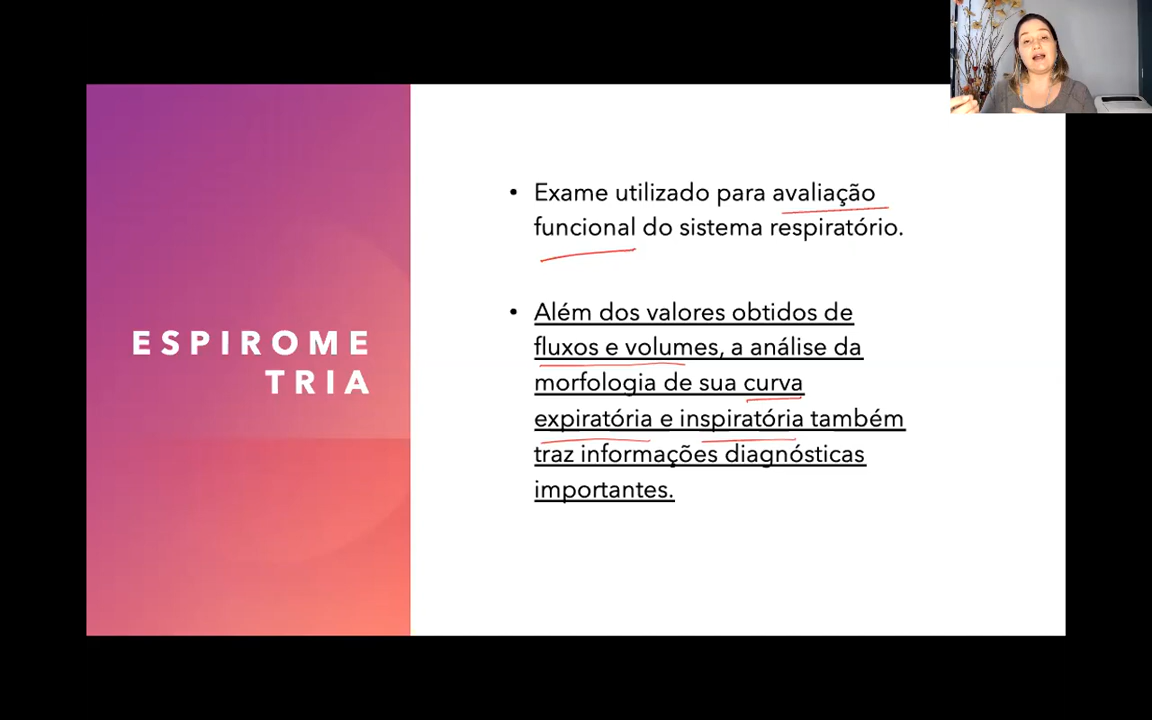 ESPIROME
TRIA
• Exame utilizado para avaliação
funcional do sistema respiratório.
• Além dos valores obtidos de
fluxos e volumes, a análise da
morfologia de sua curva
expiratória e inspiratória também
traz informações diagnósticas
importantes.